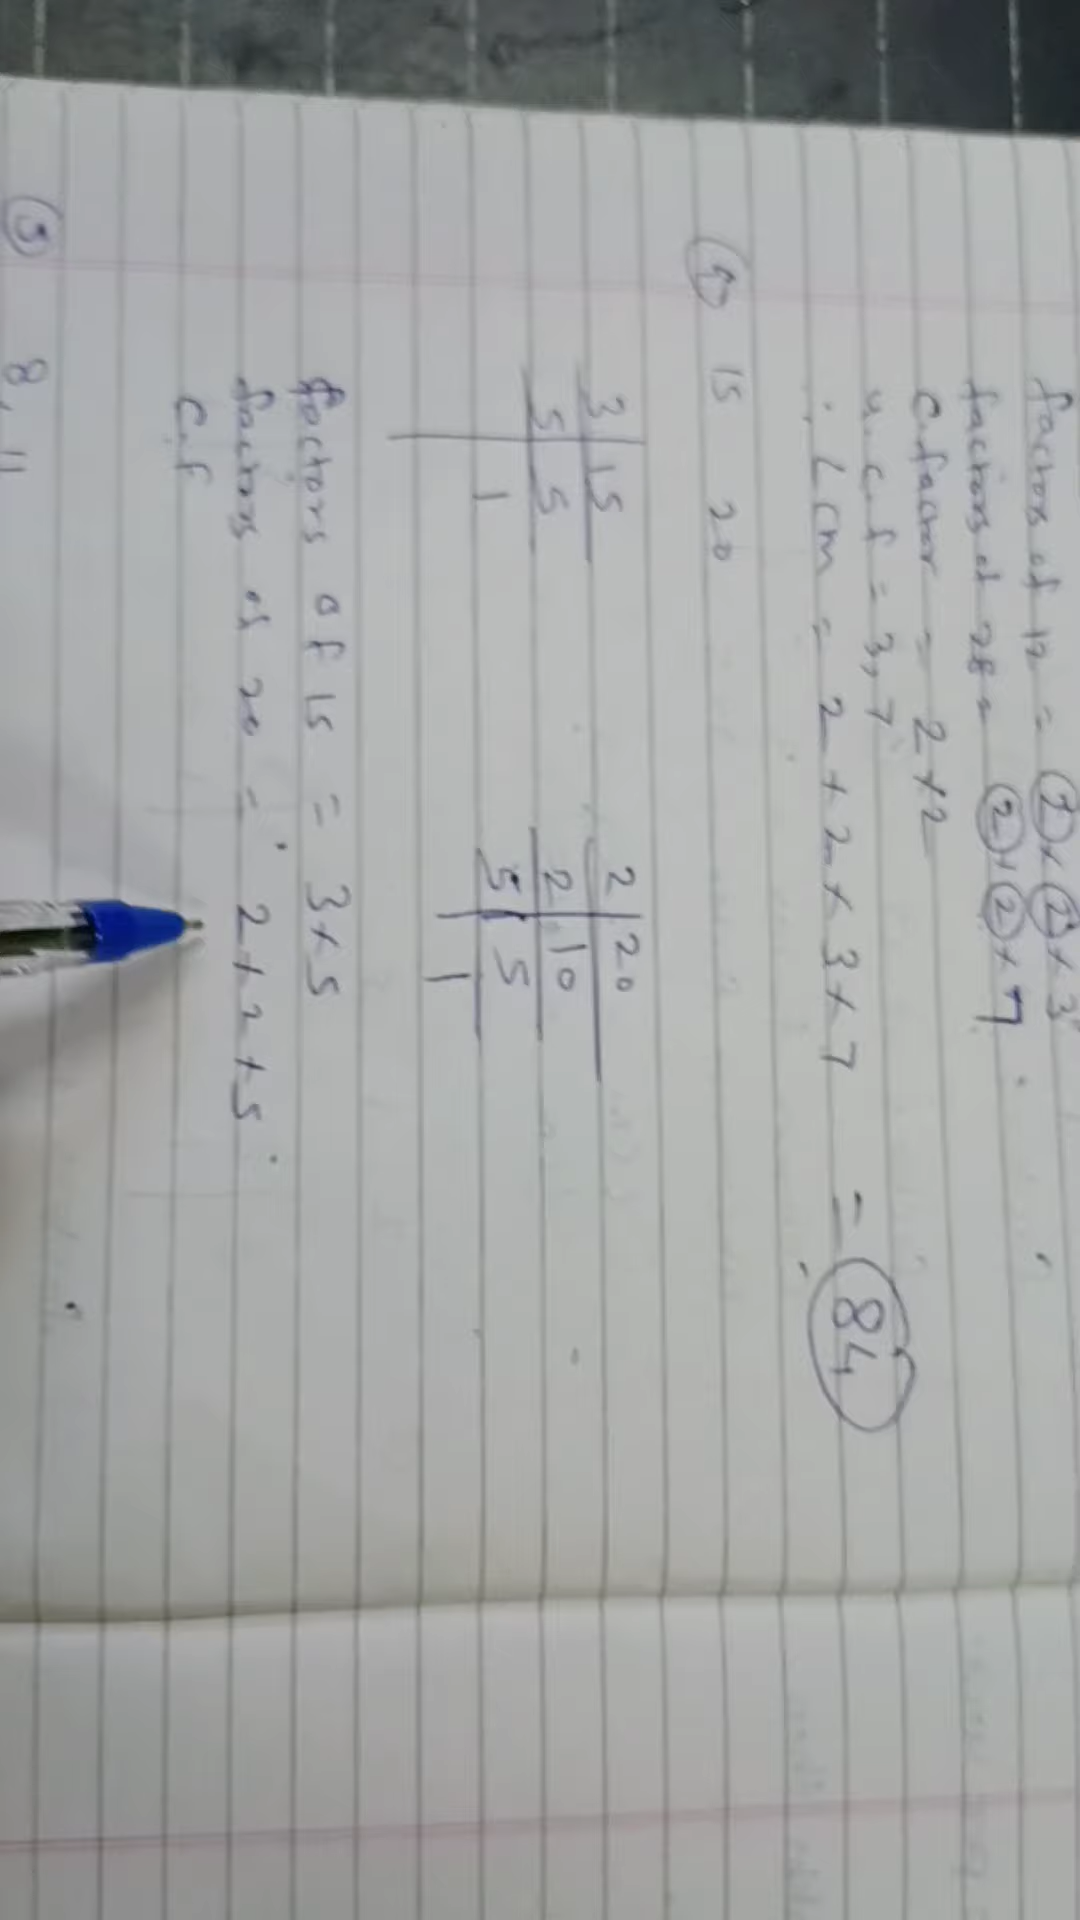 factors of 12 = 2 × 2 × 3
factors of 28 = 2 × 2 × 7
C. factor = 2 × 2
u. c. f = 3, 7
∴ Lcm = 2 × 2 × 3 × 7 = 84
④ 15 20
3 | 15 2 | 20
5 | 5 2 | 10
1 5 | 5
1
factors of 15 = 3 × 5
factors of 20 = 2 × 2 × 5
C.f
⑤ 8, 11